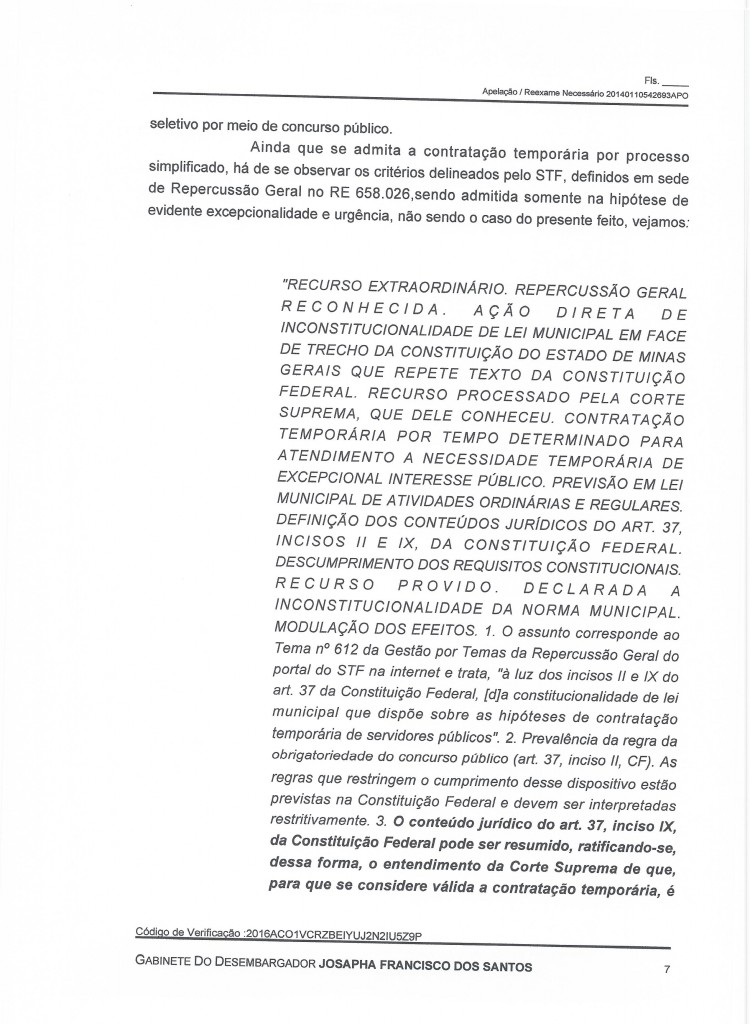 Fls. _____
Apelação / Reexame Necessário 20140110542693APO
seletivo por meio de concurso público.
Ainda que se admita a contratação temporária por processo
simplificado, há de se observar os critérios delineados pelo STF, definidos em sede
de Repercussão Geral no RE 658.026,sendo admitida somente na hipótese de
evidente excepcionalidade e urgência, não sendo o caso do presente feito, vejamos:
"RECURSO EXTRAORDINÁRIO. REPERCUSSÃO GERAL
RECONHECIDA. AÇÃO DIRETA DE
INCONSTITUCIONALIDADE DE LEI MUNICIPAL EM FACE
DE TRECHO DA CONSTITUIÇÃO DO ESTADO DE MINAS
GERAIS QUE REPETE TEXTO DA CONSTITUIÇÃO
FEDERAL. RECURSO PROCESSADO PELA CORTE
SUPREMA, QUE DELE CONHECEU. CONTRATAÇÃO
TEMPORÁRIA POR TEMPO DETERMINADO PARA
ATENDIMENTO A NECESSIDADE TEMPORÁRIA DE
EXCEPCIONAL INTERESSE PÚBLICO. PREVISÃO EM LEI
MUNICIPAL DE ATIVIDADES ORDINÁRIAS E REGULARES.
DEFINIÇÃO DOS CONTEÚDOS JURÍDICOS DO ART. 37,
INCISOS II E IX, DA CONSTITUIÇÃO FEDERAL.
DESCUMPRIMENTO DOS REQUISITOS CONSTITUCIONAIS.
RECURSO PROVIDO. DECLARADA A
INCONSTITUCIONALIDADE DA NORMA MUNICIPAL.
MODULAÇÃO DOS EFEITOS. 1. O assunto corresponde ao
Tema nº 612 da Gestão por Temas da Repercussão Geral do
portal do STF na internet e trata, "à luz dos incisos II e IX do
art. 37 da Constituição Federal, [d]a constitucionalidade de lei
municipal que dispõe sobre as hipóteses de contratação
temporária de servidores públicos". 2. Prevalência da regra da
obrigatoriedade do concurso público (art. 37, inciso II, CF). As
regras que restringem o cumprimento desse dispositivo estão
previstas na Constituição Federal e devem ser interpretadas
restritivamente. 3. O conteúdo jurídico do art. 37, inciso IX,
da Constituição Federal pode ser resumido, ratificando-se,
dessa forma, o entendimento da Corte Suprema de que,
para que se considere válida a contratação temporária, é
Código de Verificação :2016ACO1VCRZBEIYUJ2N2IU5Z9P
GABINETE DO DESEMBARGADOR JOSAPHA FRANCISCO DOS SANTOS 7